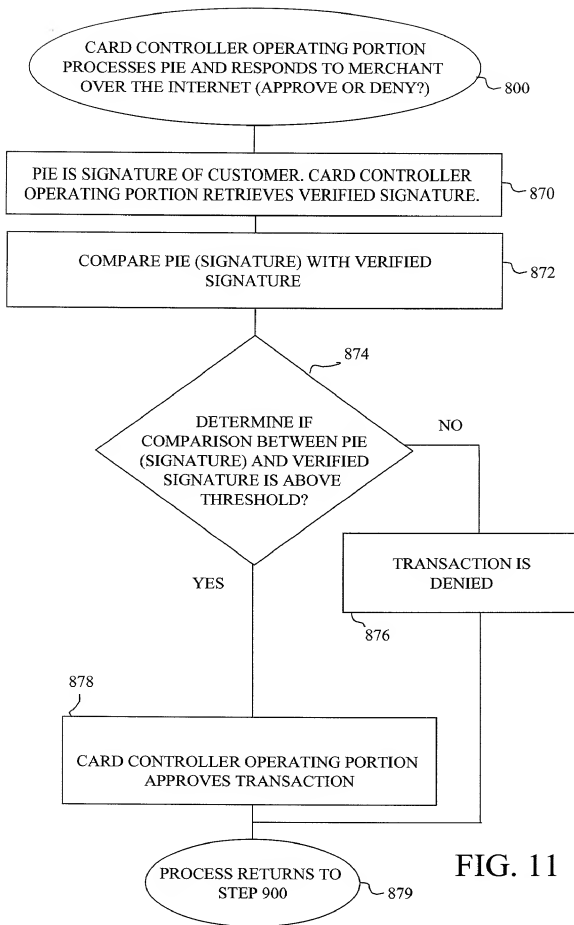 CARD CONTROLLER OPERATING PORTION
PROCESSES PIE AND RESPONDS TO MERCHANT
OVER THE INTERNET (APPROVE OR DENY?)
800
PIE IS SIGNATURE OF CUSTOMER. CARD CONTROLLER
OPERATING PORTION RETRIEVES VERIFIED SIGNATURE.
870
COMPARE PIE (SIGNATURE) WITH VERIFIED
SIGNATURE
872
874
DETERMINE IF
COMPARISON BETWEEN PIE
(SIGNATURE) AND VERIFIED
SIGNATURE IS ABOVE
THRESHOLD?
NO
YES
TRANSACTION IS
DENIED
876
878
CARD CONTROLLER OPERATING PORTION
APPROVES TRANSACTION
PROCESS RETURNS TO
STEP 900
879
FIG. 11